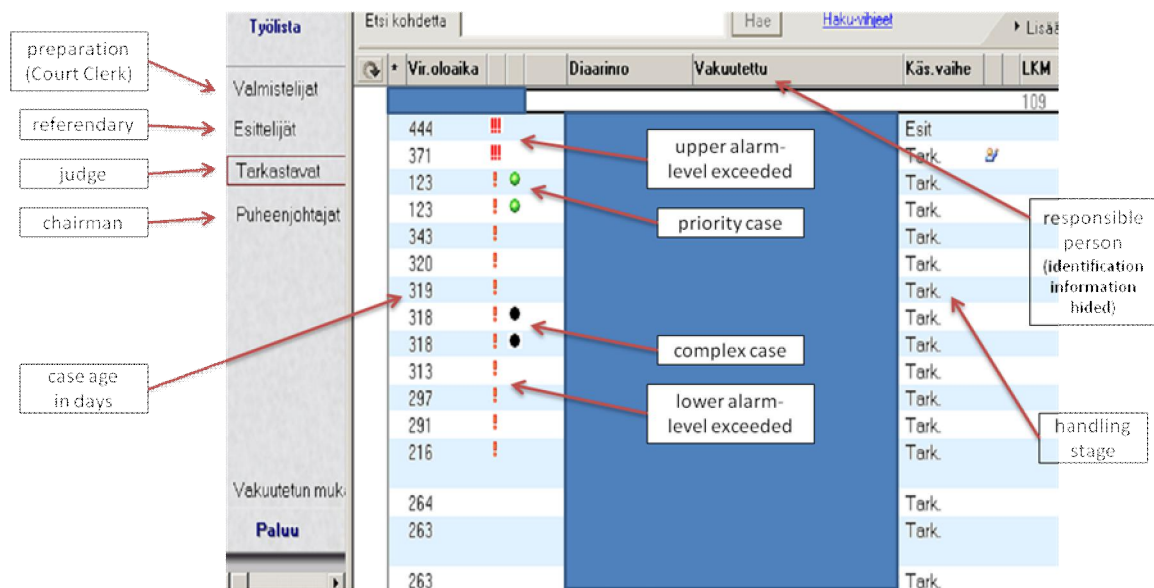 Työlista
Etsi kohdetta
Hae
Haku-vihjeet
Lisää
* Vir.oloaika Diaarinro Vakuutettu Käs.vaihe LKM
109
preparation
(Court Clerk)
referendary
judge
chairman
case age
in days
Valmistelijat
Esittelijät
Tarkastavat
Puheenjohtajat
Vakuutetun muk
Paluu
444 !!! Esit
371 !!! Tark.
123 ! Tark.
123 ! Tark.
343 ! Tark.
320 ! Tark.
319 ! Tark.
318 ! Tark.
318 ! Tark.
313 ! Tark.
297 ! Tark.
291 ! Tark.
216 ! Tark.
264 Tark.
263 Tark.
263 Tark.
upper alarm-
level exceeded
priority case
complex case
lower alarm-
level exceeded
responsible
person
(identification
information
hided)
handling
stage